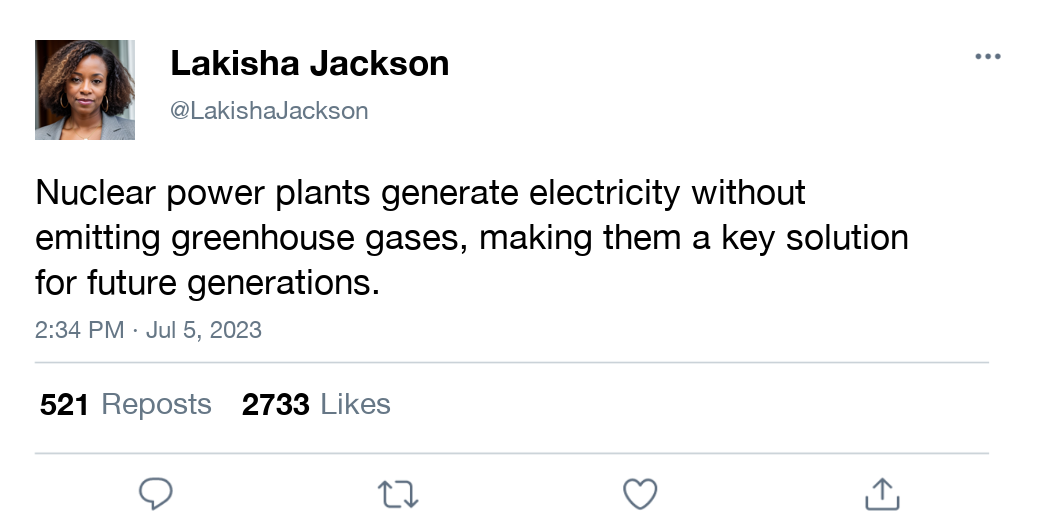 Lakisha Jackson
@LakishaJackson
Nuclear power plants generate electricity without
emitting greenhouse gases, making them a key solution
for future generations.
2:34 PM · Jul 5, 2023
521 Reposts 2733 Likes